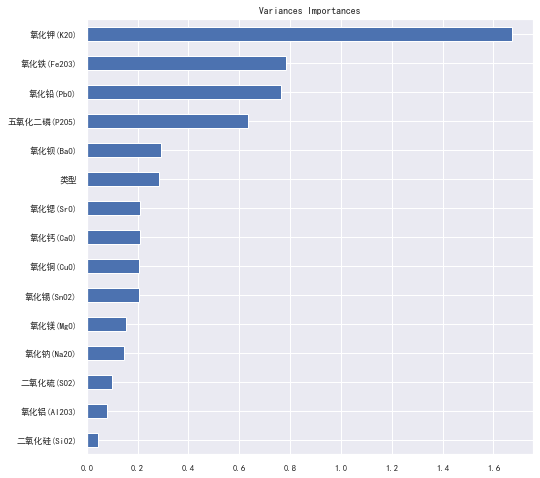 Variances Importances
氧化钾(K2O)
氧化铁(Fe2O3)
氧化铅(PbO)
五氧化二磷(P2O5)
氧化钡(BaO)
类型
氧化锶(SrO)
氧化钙(CaO)
氧化铜(CuO)
氧化锡(SnO2)
氧化镁(MgO)
氧化钠(Na2O)
二氧化硫(SO2)
氧化铝(Al2O3)
二氧化硅(SiO2)
0.0 0.2 0.4 0.6 0.8 1.0 1.2 1.4 1.6